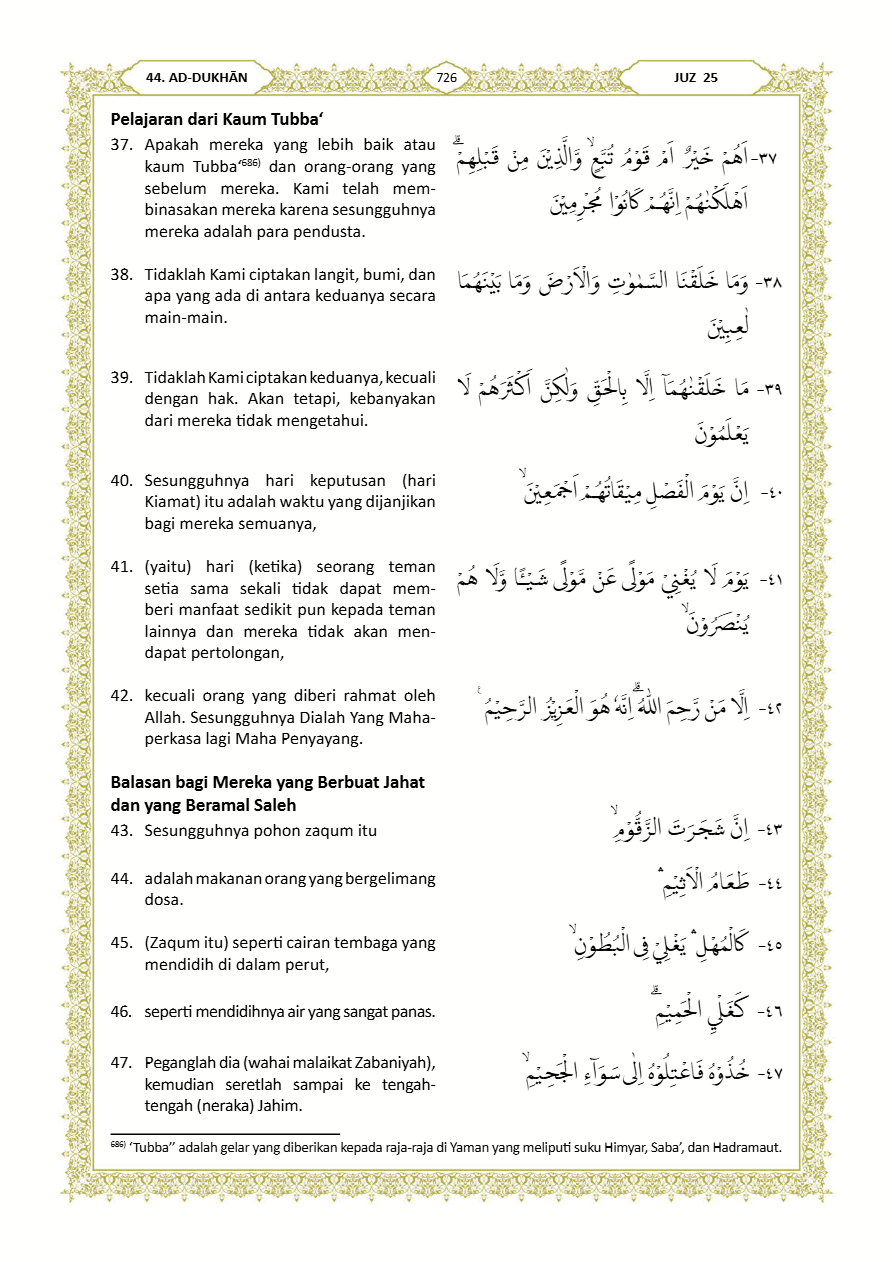 44. AD-DUKHĀN
726
JUZ 25
Pelajaran dari Kaum Tubba‘
37. Apakah mereka yang lebih baik atau
kaum Tubba‘⁶⁸⁶⁾ dan orang-orang yang
sebelum mereka. Kami telah mem-
binasakan mereka karena sesungguhnya
mereka adalah para pendusta.
٣٧- اَهُمْ خَيْرٌ اَمْ قَوْمُ تُبَّعٍۙ وَّالَّذِيْنَ مِنْ قَبْلِهِمْۗ
اَهْلَكْنٰهُمْ اِنَّهُمْ كَانُوْا مُجْرِمِيْنَ
38. Tidaklah Kami ciptakan langit, bumi, dan
apa yang ada di antara keduanya secara
main-main.
٣٨- وَمَا خَلَقْنَا السَّمٰوٰتِ وَالْاَرْضَ وَمَا بَيْنَهُمَا
لٰعِبِيْنَ
39. Tidaklah Kami ciptakan keduanya, kecuali
dengan hak. Akan tetapi, kebanyakan
dari mereka tidak mengetahui.
٣٩- مَا خَلَقْنٰهُمَآ اِلَّا بِالْحَقِّ وَلٰكِنَّ اَكْثَرَهُمْ لَا
يَعْلَمُوْنَ
40. Sesungguhnya hari keputusan (hari
Kiamat) itu adalah waktu yang dijanjikan
bagi mereka semuanya,
٤٠- اِنَّ يَوْمَ الْفَصْلِ مِيْقَاتُهُمْ اَجْمَعِيْنَۙ
41. (yaitu) hari (ketika) seorang teman
setia sama sekali tidak dapat mem-
beri manfaat sedikit pun kepada teman
lainnya dan mereka tidak akan men-
dapat pertolongan,
٤١- يَوْمَ لَا يُغْنِيْ مَوْلًى عَنْ مَّوْلًى شَيْـًٔا وَّلَا هُمْ
يُنْصَرُوْنَۙ
42. kecuali orang yang diberi rahmat oleh
Allah. Sesungguhnya Dialah Yang Maha-
perkasa lagi Maha Penyayang.
٤٢- اِلَّا مَنْ رَّحِمَ اللّٰهُۗ اِنَّهٗ هُوَ الْعَزِيْزُ الرَّحِيْمُ ࣖ
Balasan bagi Mereka yang Berbuat Jahat
dan yang Beramal Saleh
43. Sesungguhnya pohon zaqum itu
٤٣- اِنَّ شَجَرَتَ الزَّقُّوْمِۙ
44. adalah makanan orang yang bergelimang
dosa.
٤٤- طَعَامُ الْاَثِيْمِۛ
45. (Zaqum itu) seperti cairan tembaga yang
mendidih di dalam perut,
٤٥- كَالْمُهْلِۛ يَغْلِيْ فِى الْبُطُوْنِۙ
46. seperti mendidihnya air yang sangat panas.
٤٦- كَغَلْيِ الْحَمِيْمِۗ
47. Peganglah dia (wahai malaikat Zabaniyah),
kemudian seretlah sampai ke tengah-
tengah (neraka) Jahim.
٤٧- خُذُوْهُ فَاعْتِلُوْهُ اِلٰى سَوَاۤءِ الْجَحِيْمِۙ
⁶⁸⁶⁾ ‘Tubba’’ adalah gelar yang diberikan kepada raja-raja di Yaman yang meliputi suku Himyar, Saba’, dan Hadramaut.